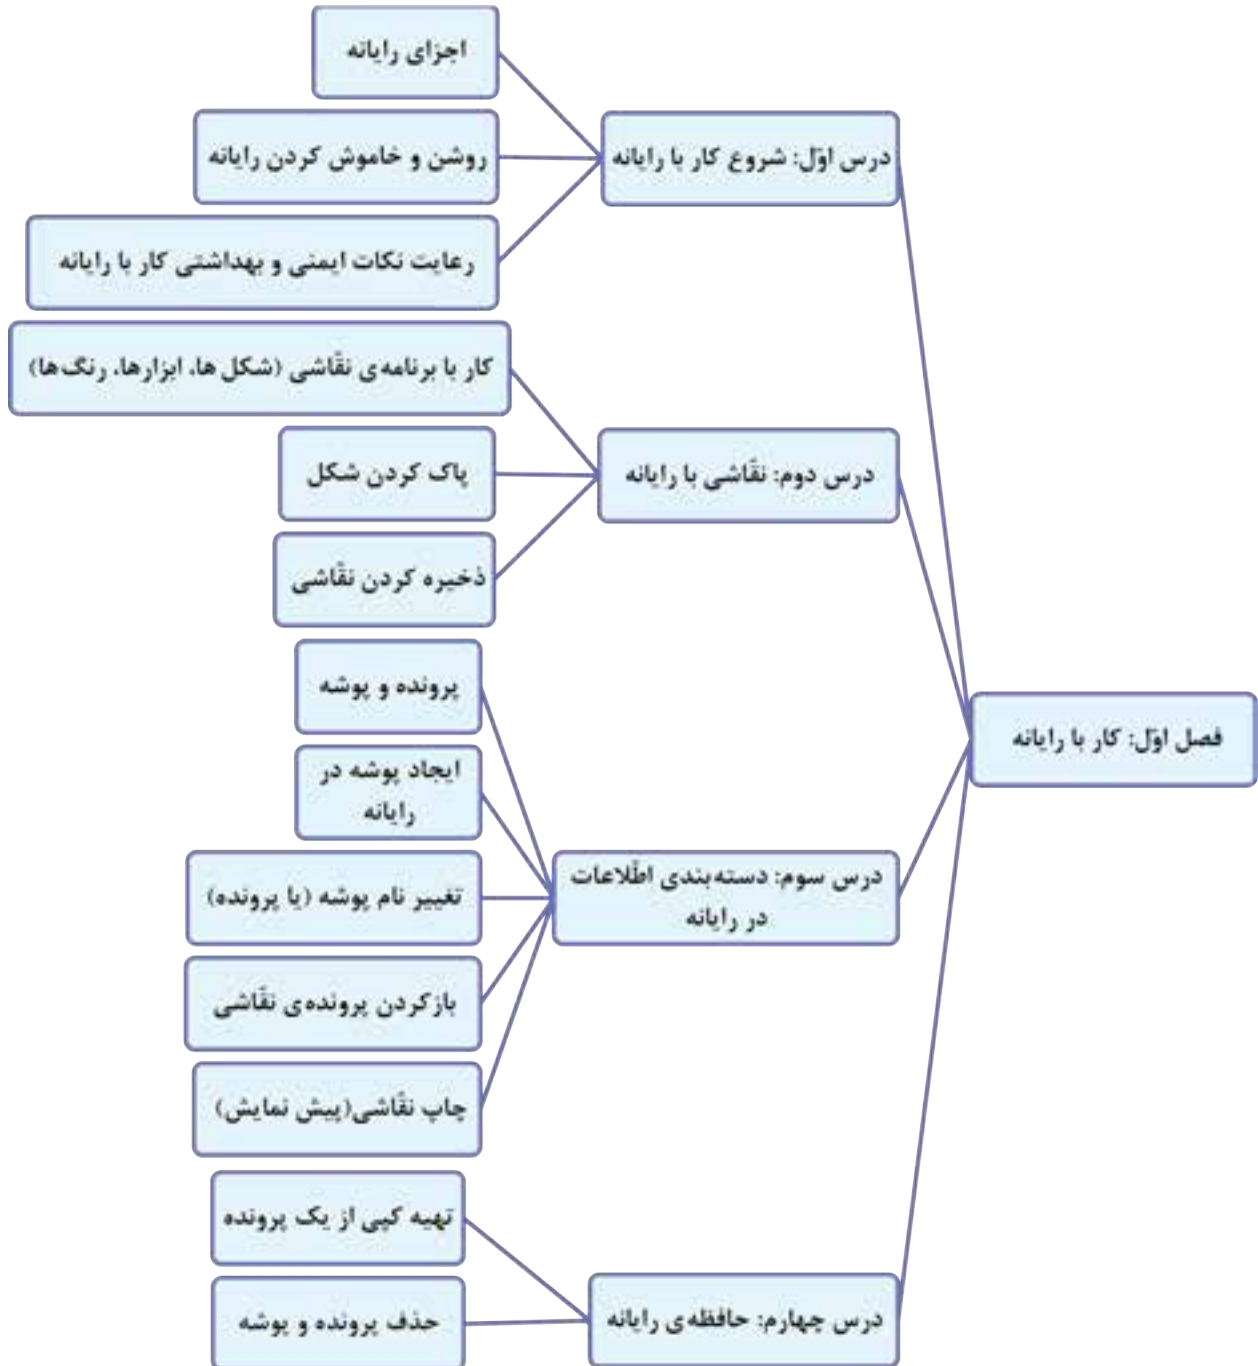 فصل اوّل: کار با رایانه
درس اوّل: شروع کار با رایانه
اجزای رایانه
روشن و خاموش کردن رایانه
رعایت نکات ایمنی و بهداشتی کار با رایانه
درس دوم: نقّاشی با رایانه
کار با برنامه‌ی نقّاشی (شکل‌ها، ابزارها، رنگ‌ها)
پاک کردن شکل
ذخیره کردن نقّاشی
درس سوم: دسته‌بندی اطّلاعات
در رایانه
پرونده و پوشه
ایجاد پوشه در
رایانه
تغییر نام پوشه (یا پرونده)
بازکردن پرونده‌ی نقّاشی
چاپ نقّاشی(پیش نمایش)
درس چهارم: حافظه‌ی رایانه
تهیه کپی از یک پرونده
حذف پرونده و پوشه